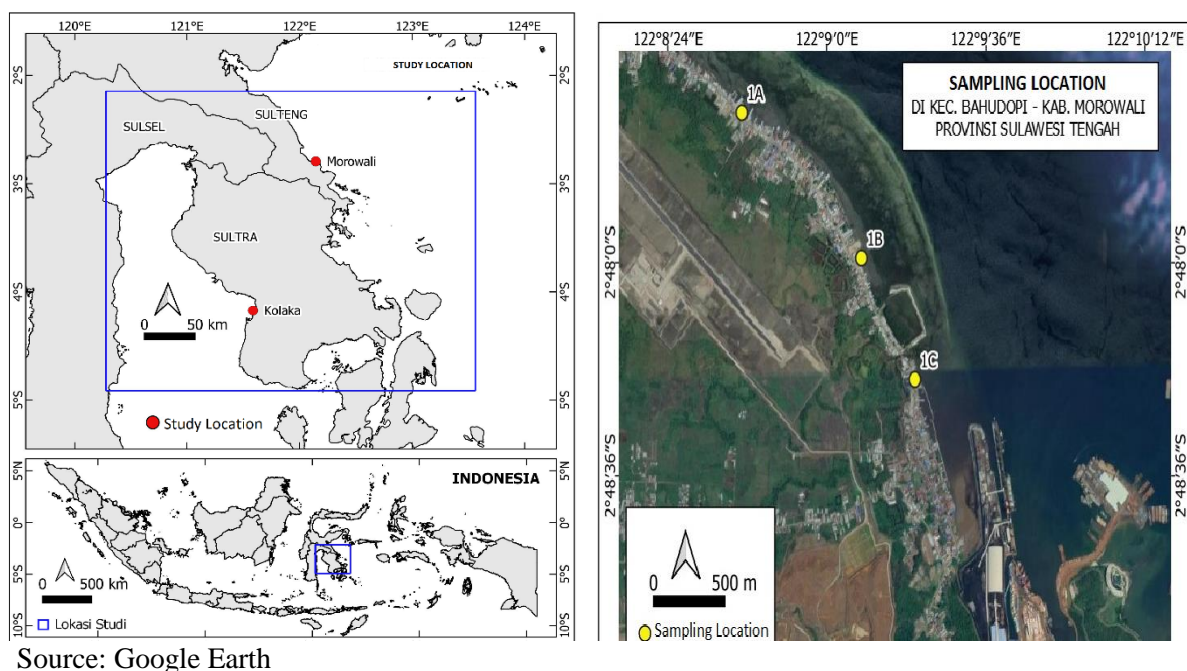 120°E 121°E 122°E 123°E 124°E
STUDY LOCATION
2°S 2°S
SULTENG
SULSEL
Morowali
3°S 3°S
SULTRA
4°S 4°S
Kolaka
0 50 km
5°S 5°S
Study Location
INDONESIA
5°N 5°N
0° 0°
500 km
0
5°S 5°S
Lokasi Studi
10°S 10°S
122°8'24"E 122°9'0"E 122°9'36"E 122°10'12"E
SAMPLING LOCATION
DI KEC. BAHUDOPI - KAB. MOROWALI
PROVINSI SULAWESI TENGAH
1A
1B
2°48'0"S 2°48'0"S
1C
2°48'36"S 2°48'36"S
0 500 m
Sampling Location
Source: Google Earth